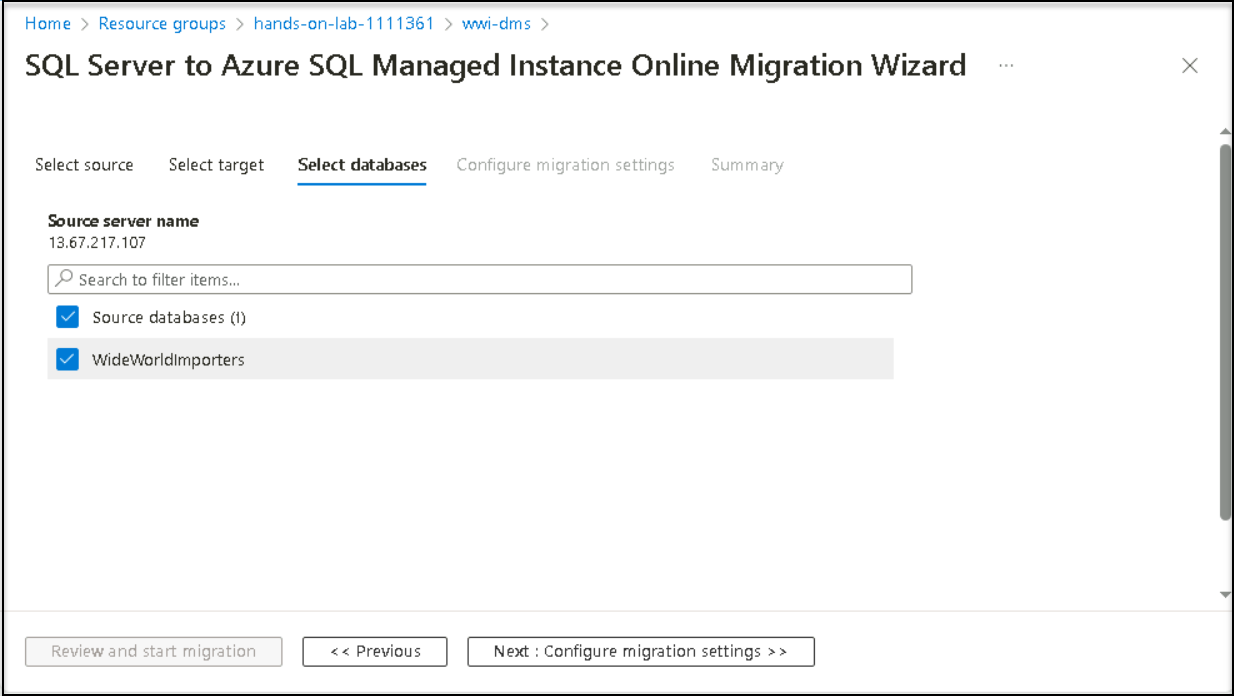 Home > Resource groups > hands-on-lab-1111361 > wwi-dms >
SQL Server to Azure SQL Managed Instance Online Migration Wizard ...
Select source Select target Select databases Configure migration settings Summary
Source server name
13.67.217.107
Search to filter items...
Source databases (1)
WideWorldImporters
Review and start migration << Previous Next : Configure migration settings >>